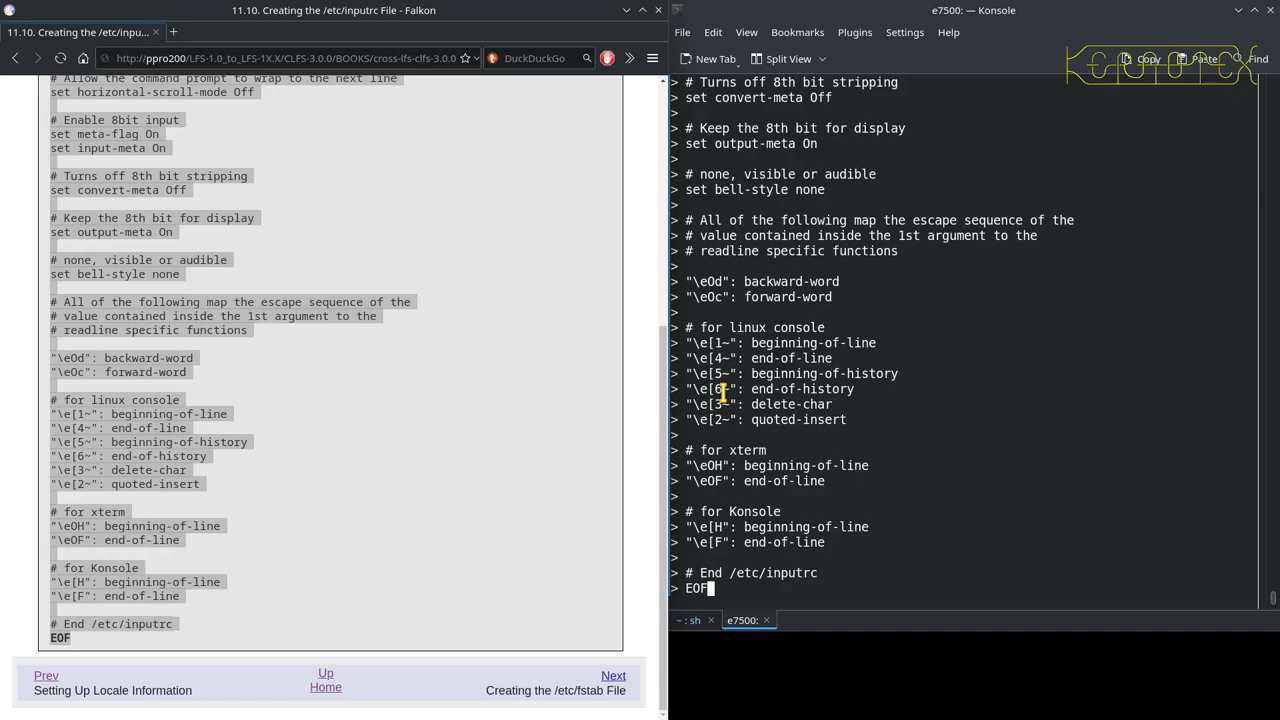 11.10. Creating the /etc/inputrc File - Falkon
11.10. Creating the /etc/inpu...
http://ppro200/LFS-1.0_to_LFS-1X.X/CLFS-3.0.0/BOOKS/cross-lfs-clfs-3.0.0
DuckDuckGo
# Allow the command prompt to wrap to the next line
set horizontal-scroll-mode Off
# Enable 8bit input
set meta-flag On
set input-meta On
# Turns off 8th bit stripping
set convert-meta Off
# Keep the 8th bit for display
set output-meta On
# none, visible or audible
set bell-style none
# All of the following map the escape sequence of the
# value contained inside the 1st argument to the
# readline specific functions
"\eOd": backward-word
"\eOc": forward-word
# for linux console
"\e[1~": beginning-of-line
"\e[4~": end-of-line
"\e[5~": beginning-of-history
"\e[6~": end-of-history
"\e[3~": delete-char
"\e[2~": quoted-insert
# for xterm
"\eOH": beginning-of-line
"\eOF": end-of-line
# for Konsole
"\e[H": beginning-of-line
"\e[F": end-of-line
# End /etc/inputrc
EOF
Prev
Up
Next
Setting Up Locale Information
Home
Creating the /etc/fstab File
e7500: — Konsole
File Edit View Bookmarks Plugins Settings Help
New Tab Split View Copy Paste Find
> # Turns off 8th bit stripping
> set convert-meta Off
>
> # Keep the 8th bit for display
> set output-meta On
>
> # none, visible or audible
> set bell-style none
>
> # All of the following map the escape sequence of the
> # value contained inside the 1st argument to the
> # readline specific functions
>
> "\eOd": backward-word
> "\eOc": forward-word
>
> # for linux console
> "\e[1~": beginning-of-line
> "\e[4~": end-of-line
> "\e[5~": beginning-of-history
> "\e[6~": end-of-history
> "\e[3~": delete-char
> "\e[2~": quoted-insert
>
> # for xterm
> "\eOH": beginning-of-line
> "\eOF": end-of-line
>
> # for Konsole
> "\e[H": beginning-of-line
> "\e[F": end-of-line
>
> # End /etc/inputrc
> EOF
~ : sh
e7500: